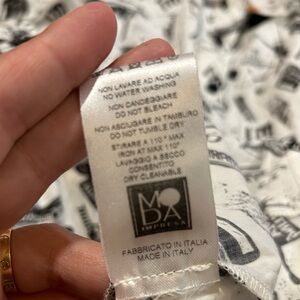 NON LAVARE AD ACQUA
NO WATER WASHING
NON CANDEGGIARE
DO NOT BLEACH
NON ASCIUGARE IN TAMBURO
DO NOT TUMBLE DRY
STIRARE A 110° MAX
IRON AT MAX 110°
LAVAGGIO A SECCO
CONSENTITO
DRY CLEANABLE
MO
DA
IMPRESA
FABBRICATO IN ITALIA
MADE IN ITALY